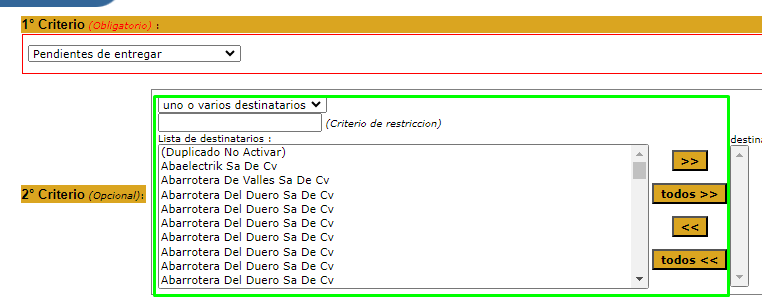 1° Criterio (Obligatorio) :
Pendientes de entregar
uno o varios destinatarios
(Criterio de restriccion)
Lista de destinatarios :
(Duplicado No Activar)
Abaelectrik Sa De Cv
Abarrotera De Valles Sa De Cv
Abarrotera Del Duero Sa De Cv
Abarrotera Del Duero Sa De Cv
Abarrotera Del Duero Sa De Cv
Abarrotera Del Duero Sa De Cv
Abarrotera Del Duero Sa De Cv
Abarrotera Del Duero Sa De Cv
Abarrotera Del Duero Sa De Cv
>>
todos >>
<<
todos <<
destina
2° Criterio (Opcional):